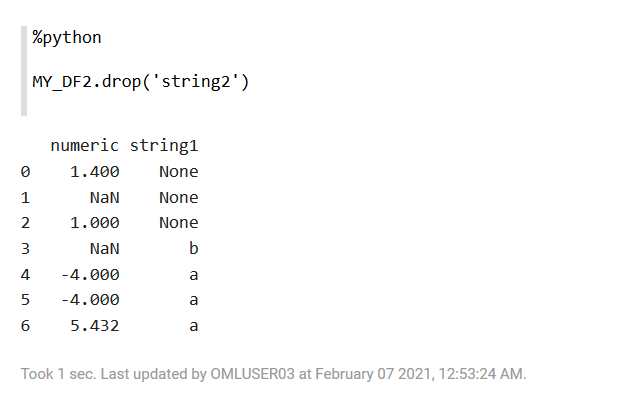 %python
MY_DF2.drop('string2')
numeric string1
0 1.400 None
1 NaN None
2 1.000 None
3 NaN b
4 -4.000 a
5 -4.000 a
6 5.432 a
Took 1 sec. Last updated by OMLUSER03 at February 07 2021, 12:53:24 AM.